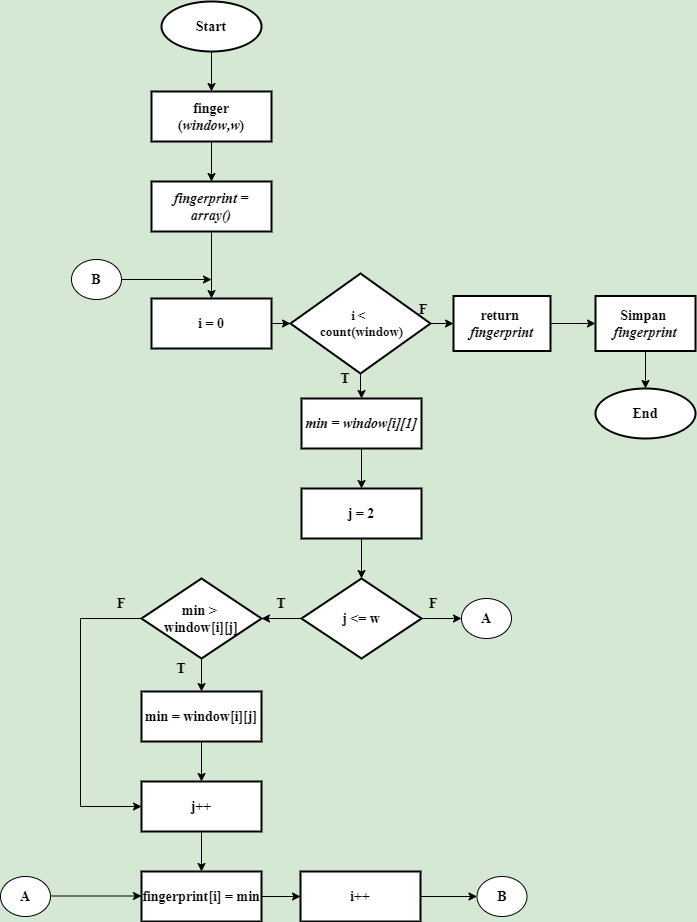 Start
finger
(window,w)
fingerprint =
array()
B
i = 0
i <
count(window)
F
return
fingerprint
Simpan
fingerprint
T
End
min = window[i][1]
j = 2
F
min >
window[i][j]
T
j <= w
F
A
T
min = window[i][j]
j++
A
fingerprint[i] = min
i++
B